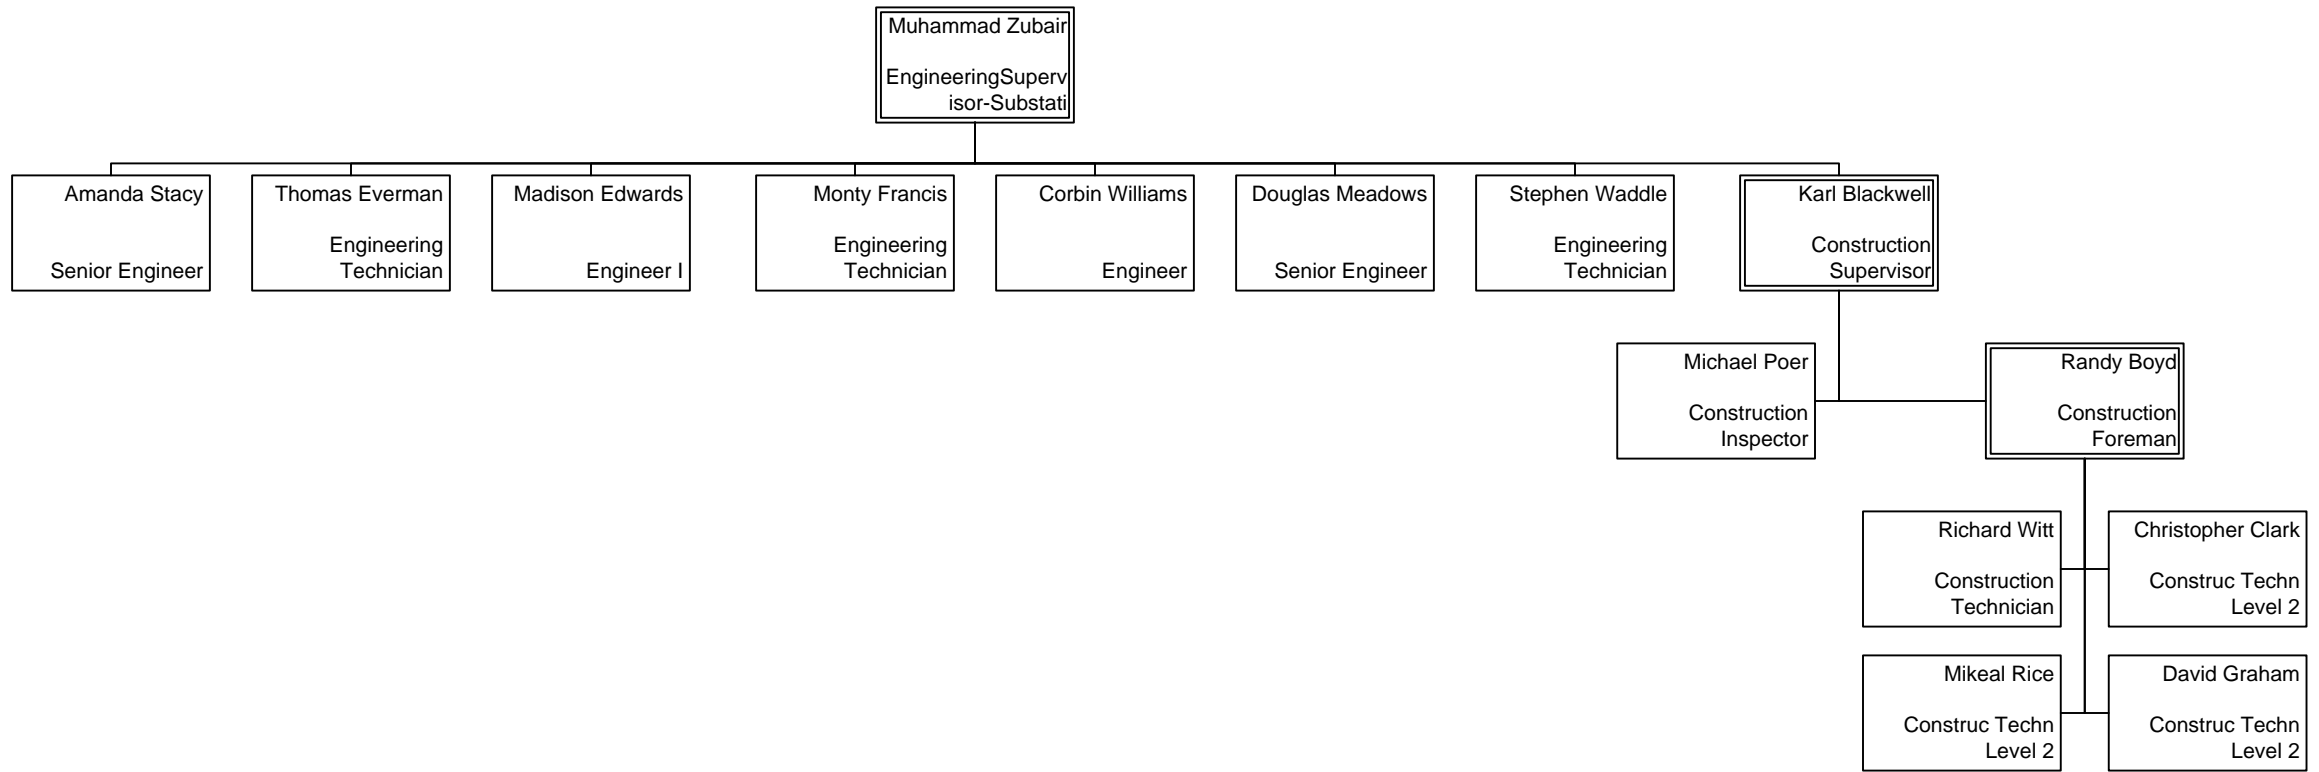 Muhammad Zubair
EngineeringSuperv
isor-Substati
Amanda Stacy
Senior Engineer
Thomas Everman
Engineering
Technician
Madison Edwards
Engineer I
Monty Francis
Engineering
Technician
Corbin Williams
Engineer
Douglas Meadows
Senior Engineer
Stephen Waddle
Engineering
Technician
Karl Blackwell
Construction
Supervisor
Michael Poer
Construction
Inspector
Randy Boyd
Construction
Foreman
Richard Witt
Construction
Technician
Christopher Clark
Construc Techn
Level 2
Mikeal Rice
Construc Techn
Level 2
David Graham
Construc Techn
Level 2